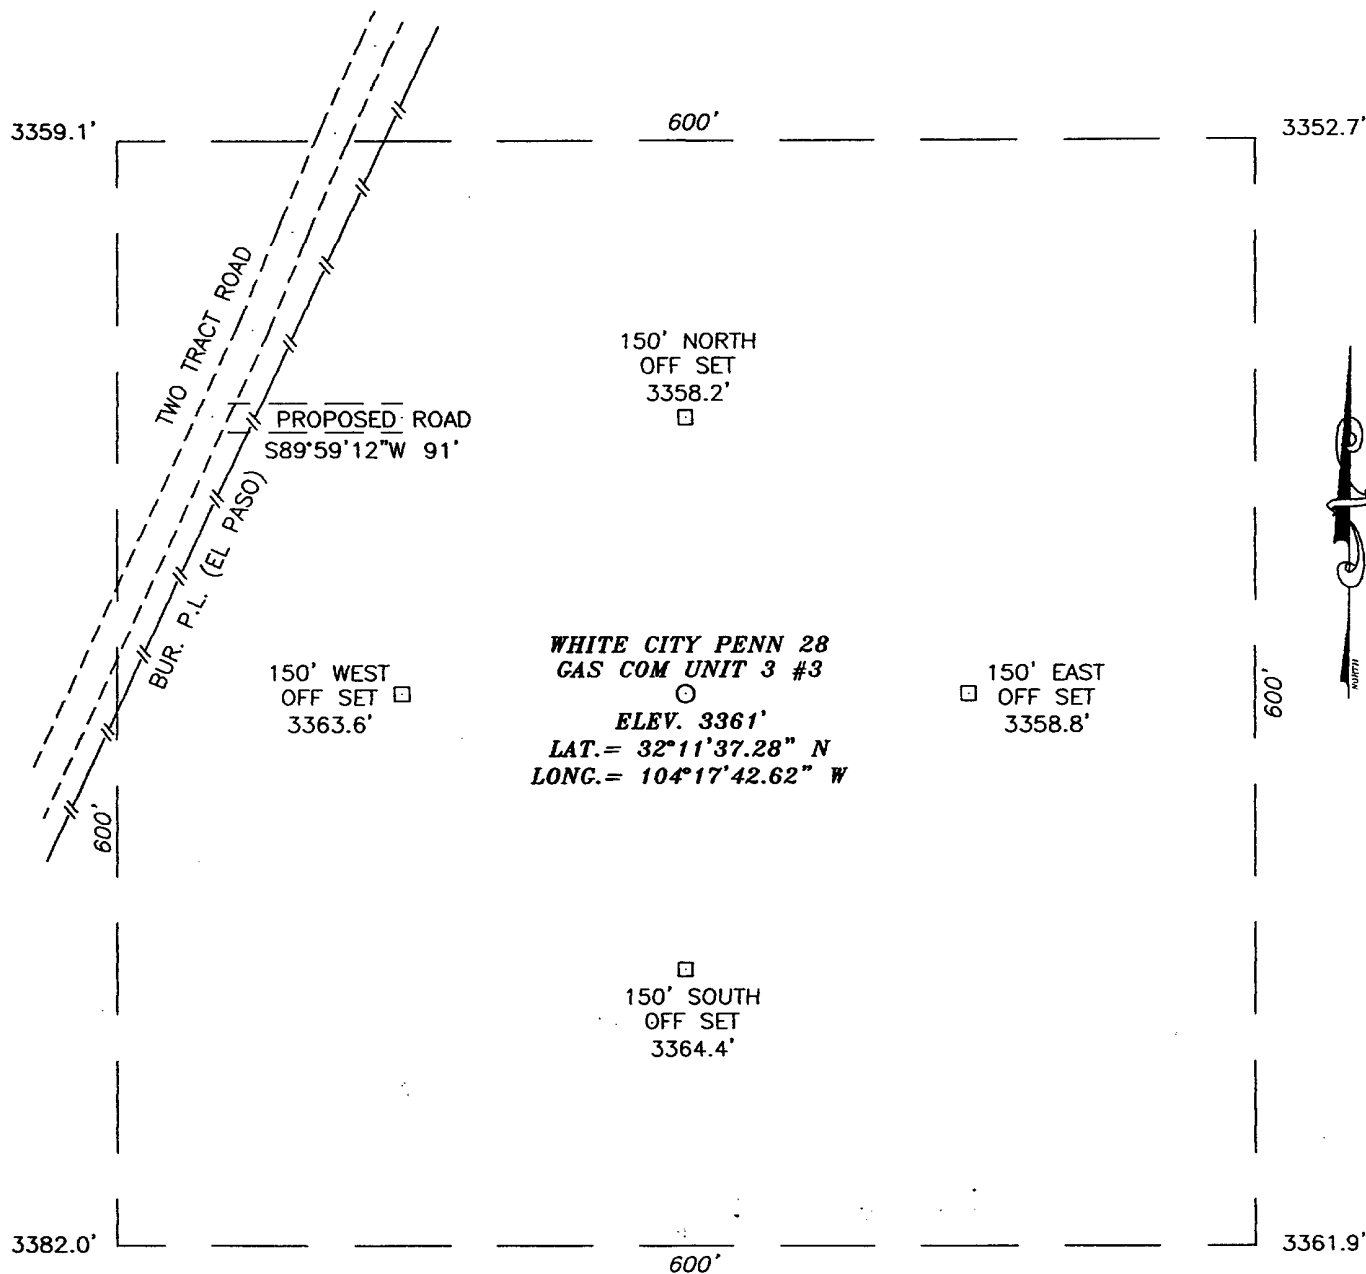 3359.1'
600'
3352.7'
TWO TRACT ROAD
150' NORTH
OFF SET
3358.2'
PROPOSED ROAD
S89°59'12"W 91'
BUR. P.L. (EL PASO)
WHITE CITY PENN 28
GAS COM UNIT 3 #3
ELEV. 3361'
LAT.= 32°11'37.28" N
LONG.= 104°17'42.62" W
150' WEST
OFF SET
3363.6'
150' EAST
OFF SET
3358.8'
600'
NORTH
600'
150' SOUTH
OFF SET
3364.4'
3382.0'
600'
3361.9'